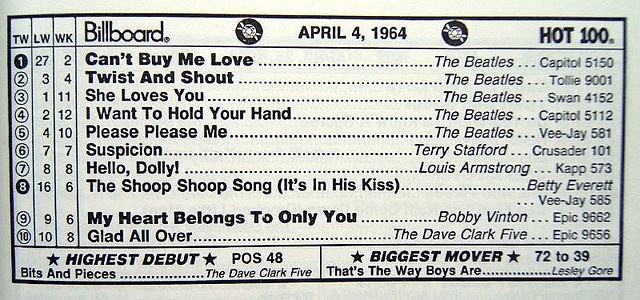 TW LW WK Billboard® APRIL 4, 1964 HOT 100®
1 27 2 Can't Buy Me Love ..................The Beatles ... Capitol 5150
2 3 4 Twist And Shout ..................The Beatles ... Tollie 9001
3 1 11 She Loves You ..................The Beatles ... Swan 4152
4 2 12 I Want To Hold Your Hand..................The Beatles ... Capitol 5112
5 4 10 Please Please Me..................The Beatles ... Vee-Jay 581
6 7 7 Suspicion..................Terry Stafford ... Crusader 101
7 8 8 Hello, Dolly! ..................Louis Armstrong ... Kapp 573
8 16 6 The Shoop Shoop Song (It's In His Kiss)..................Betty Everett
... Vee-Jay 585
9 9 6 My Heart Belongs To Only You ..................Bobby Vinton ... Epic 9662
10 10 8 Glad All Over ..................The Dave Clark Five ... Epic 9656
★ HIGHEST DEBUT ★ POS 48
Bits And Pieces ..................The Dave Clark Five
★ BIGGEST MOVER ★ 72 to 39
That's The Way Boys Are..................Lesley Gore